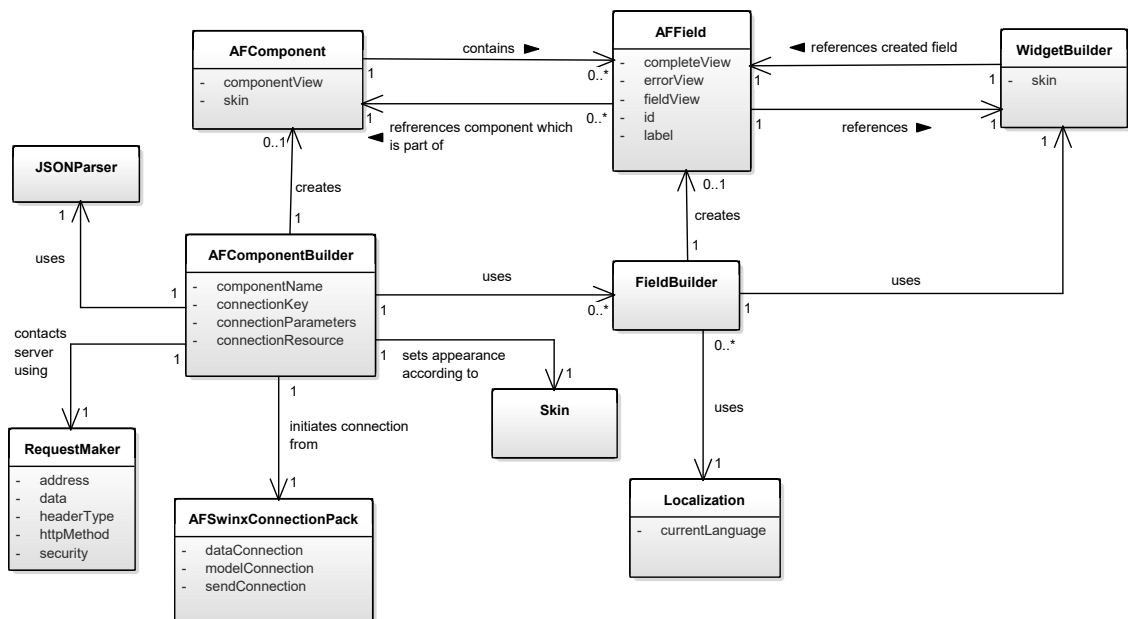 AFComponent
- componentView
- skin
contains ►
1
0..*
AFField
- completeView
- errorView
- fieldView
- id
- label
◄ references created field
1
1
WidgetBuilder
- skin
1
0..*
◄ refrerences component which
is part of
1
1
references ►
0..1
creates
1
JSONParser
1
uses
1
AFComponentBuilder
- componentName
- connectionKey
- connectionParameters
- connectionResource
uses
1
0..*
0..1
creates
1
FieldBuilder
1
uses
1
contacts
server
using
1
1
1
sets appearance
according to
1
Skin
0..*
uses
1
1
initiates connection
from
1
RequestMaker
- address
- data
- headerType
- httpMethod
- security
AFSwinxConnectionPack
- dataConnection
- modelConnection
- sendConnection
Localization
- currentLanguage